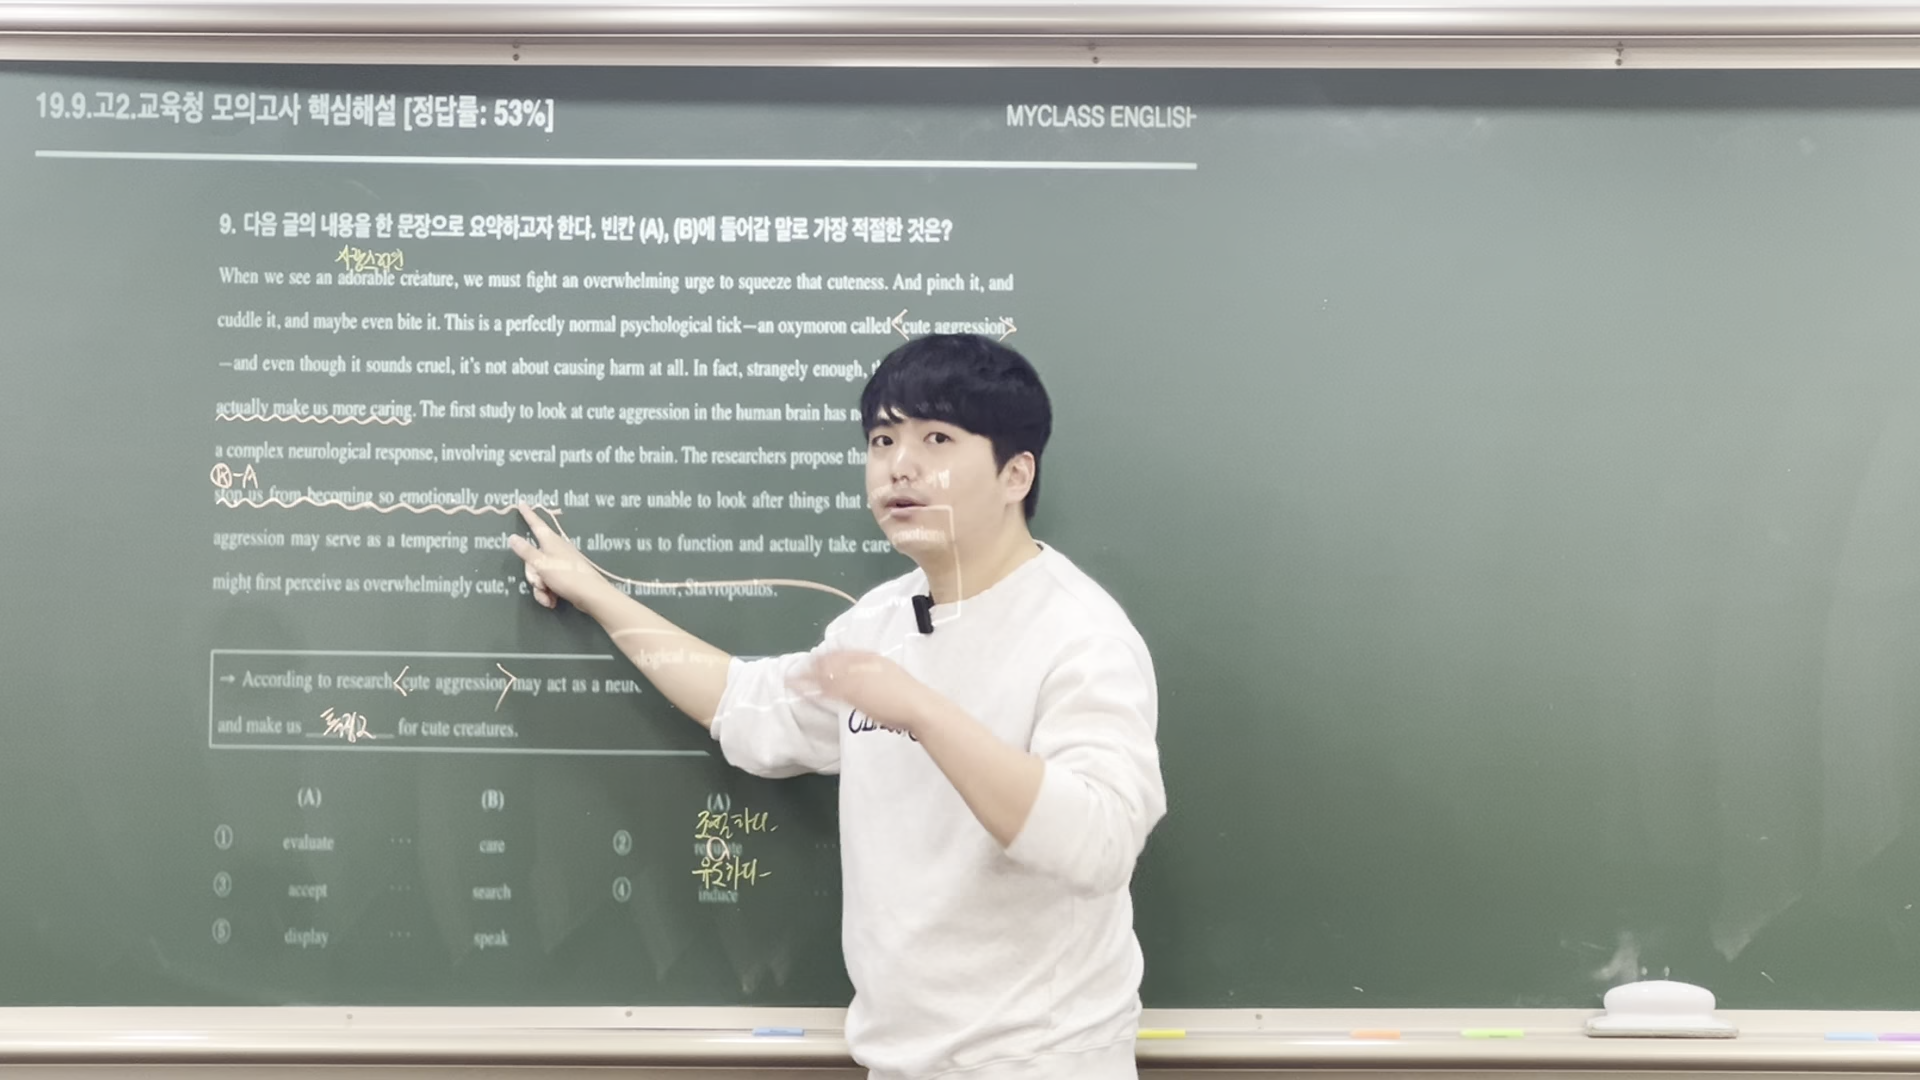 19.9.고2.교육청 모의고사 핵심해설 [정답률: 53%]
MYCLASS ENGLISH
9. 다음 글의 내용을 한 문장으로 요약하고자 한다. 빈칸 (A), (B)에 들어갈 말로 가장 적절한 것은?
When we see an adorable creature, we must fight an overwhelming urge to squeeze that cuteness. And pinch it, and
cuddle it, and maybe even bite it. This is a perfectly normal psychological tick—an oxymoron called “cute aggression”
—and even though it sounds cruel, it’s not about causing harm at all. In fact, strangely enough,
actually make us more caring. The first study to look at cute aggression in the human brain has
a complex neurological response, involving several parts of the brain. The researchers propose
-A
stop us from becoming so emotionally overloaded that we are unable to look after things that
emotions
aggression may serve as a tempering allows us to function and actually take care
might first perceive as overwhelmingly cute,” author, Stavropoulos.
→ According to research, cute aggression may act as a
and make us 특징2 for cute creatures.
(A) (B) (A)
조절하다
① evaluate … care ② regulate
유도하다
③ accept … search ④ induce
⑤ display … speak